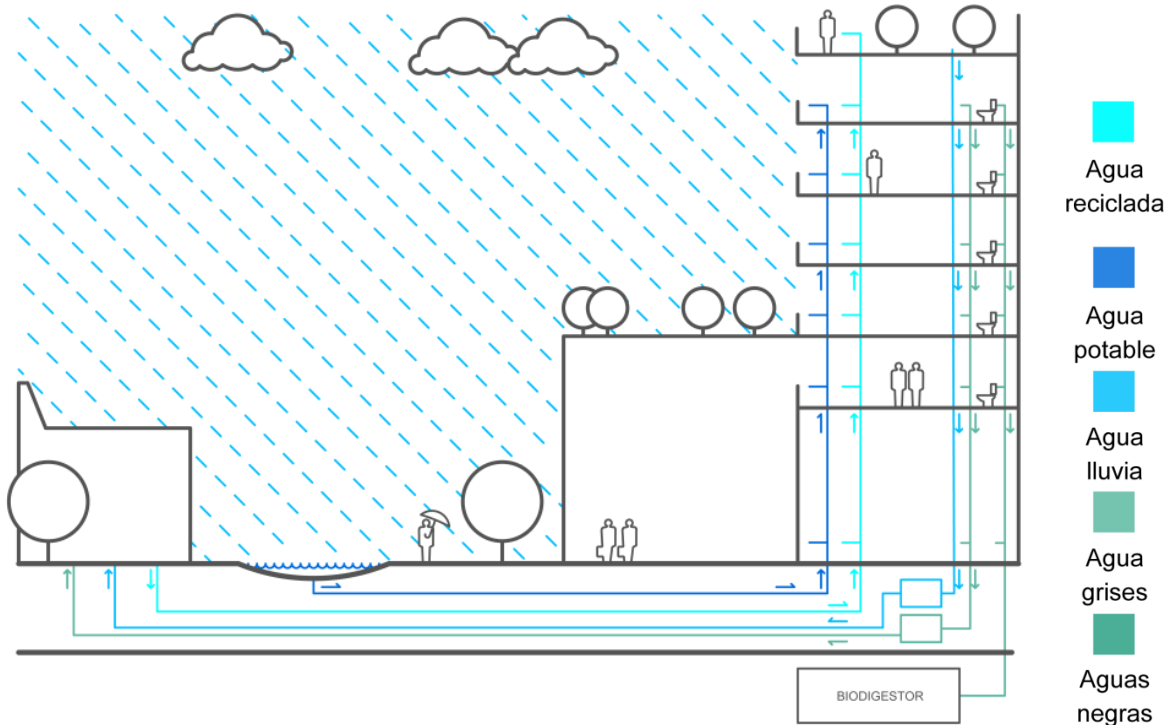 Agua
reciclada
Agua
potable
Agua
lluvia
Agua
grises
Aguas
negras
BIODIGESTOR